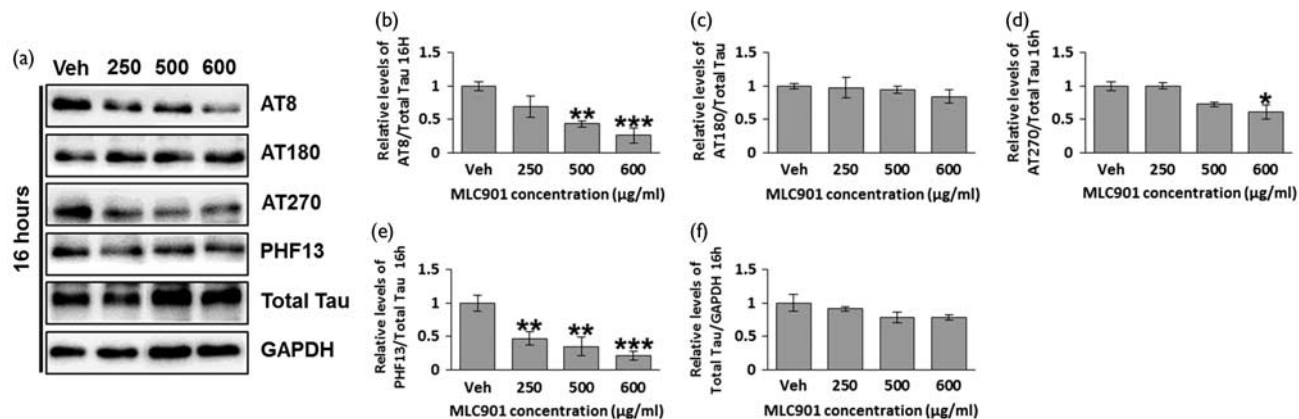 (a)
Veh 250 500 600
16 hours
AT8
AT180
AT270
PHF13
Total Tau
GAPDH
(b)
Relative levels of
AT8/Total Tau 16H
1.5
1
0.5
0
**
***
Veh 250 500 600
MLC901 concentration (µg/ml)
(c)
Relative levels of
AT180/Total Tau
1.5
1
0.5
0
Veh 250 500 600
MLC901 concentration (µg/ml)
(d)
Relative levels of
AT270/Total Tau 16h
1.5
1
0.5
0
*
Veh 250 500 600
MLC901 concentration (µg/ml)
(e)
Relative levels of
PHF13/Total Tau 16h
1.5
1
0.5
0
**
**
***
Veh 250 500 600
MLC901 concentration (µg/ml)
(f)
Relative levels of
Total Tau/GAPDH 16h
1.5
1
0.5
0
Veh 250 500 600
MLC901 concentration (µg/ml)